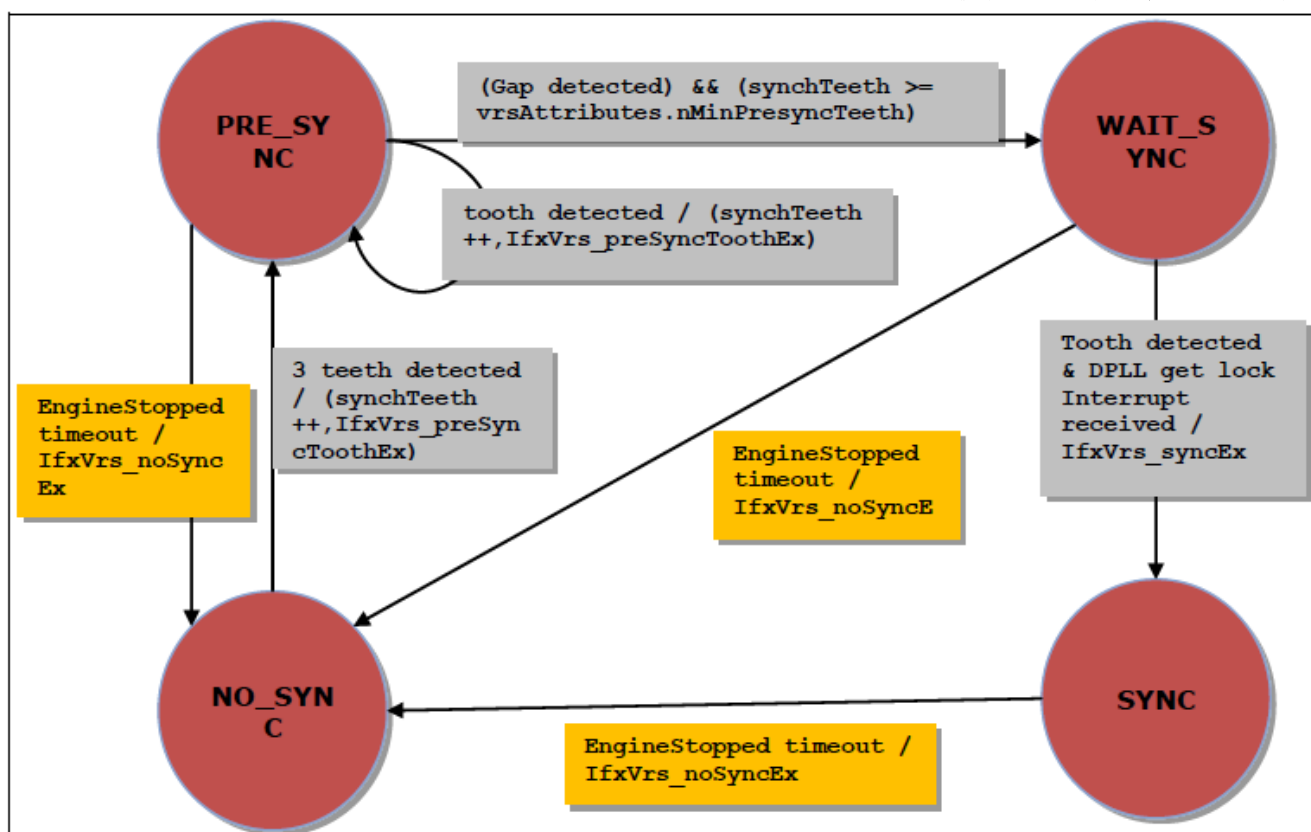 (Gap detected) && (synchTeeth >=
vrsAttributes.nMinPresyncTeeth)
PRE_SY
NC
WAIT_S
YNC
tooth detected / (synchTeeth
++,IfxVrs_preSyncToothEx)
3 teeth detected
/ (synchTeeth
++,IfxVrs_preSyn
cToothEx)
Tooth detected
& DPLL get lock
Interrupt
received /
IfxVrs_syncEx
EngineStopped
timeout /
IfxVrs_noSync
Ex
EngineStopped
timeout /
IfxVrs_noSyncE
NO_SYN
C
SYNC
EngineStopped timeout /
IfxVrs_noSyncEx